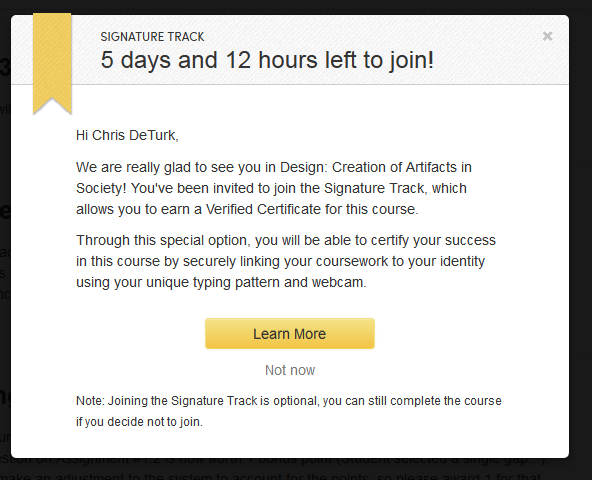 SIGNATURE TRACK
5 days and 12 hours left to join!
×
Hi Chris DeTurk,
We are really glad to see you in Design: Creation of Artifacts in
Society! You've been invited to join the Signature Track, which
allows you to earn a Verified Certificate for this course.
Through this special option, you will be able to certify your success
in this course by securely linking your coursework to your identity
using your unique typing pattern and webcam.
Learn More
Not now
Note: Joining the Signature Track is optional, you can still complete the course
if you decide not to join.